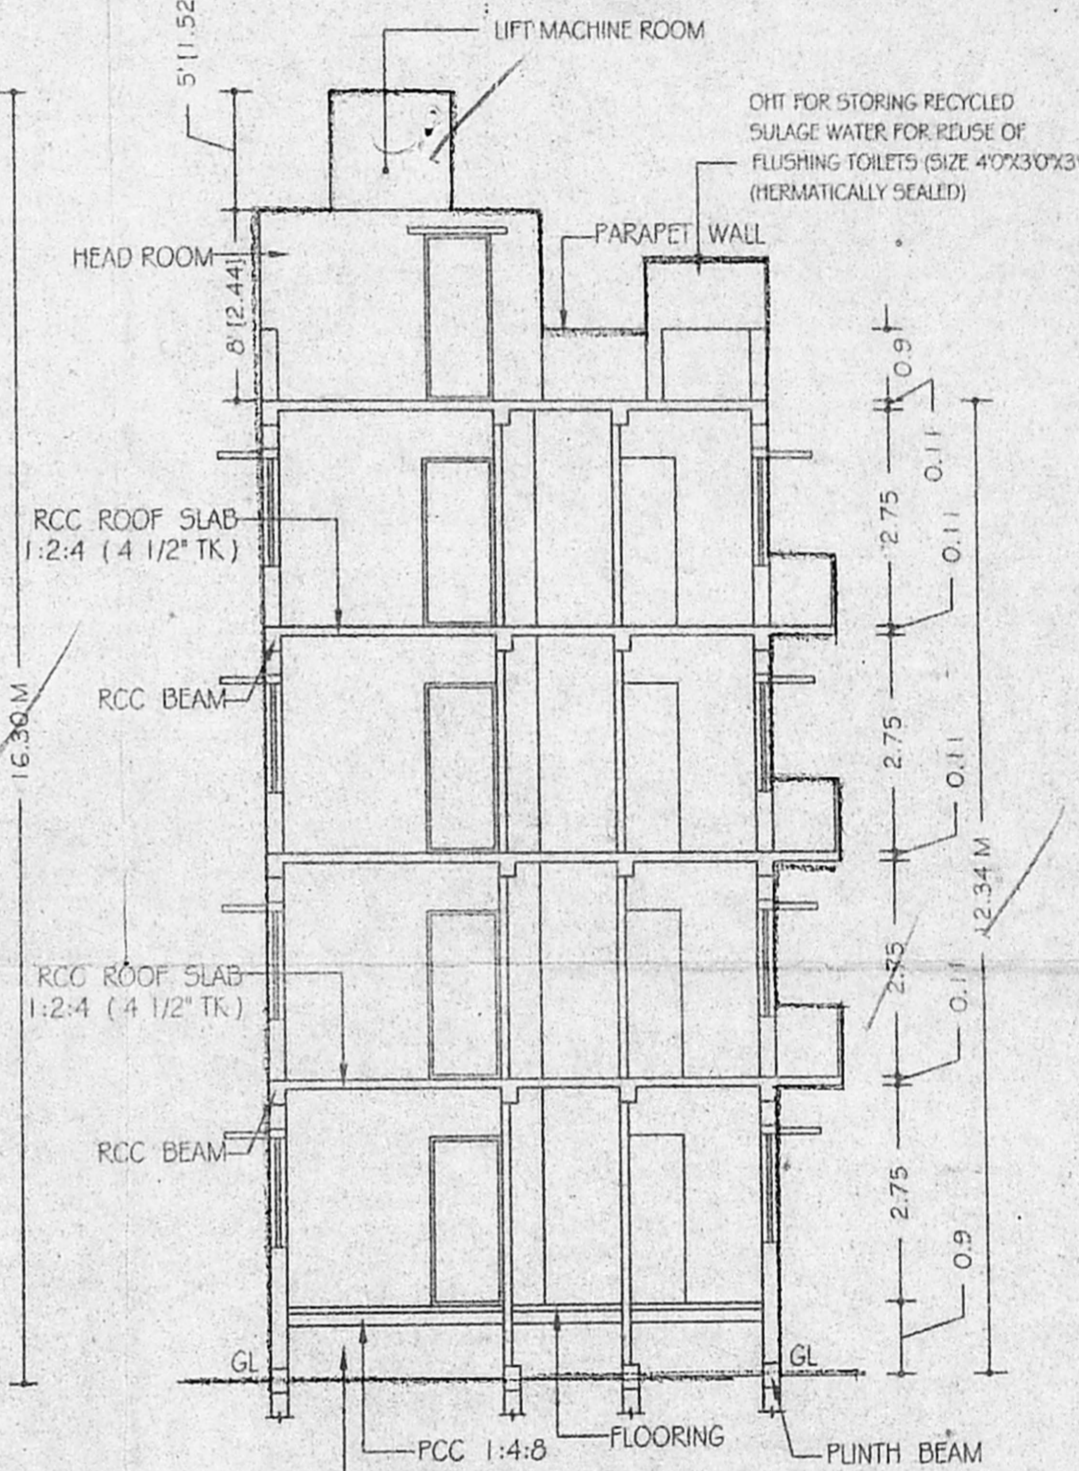 5' [1.52
LIFT MACHINE ROOM
OHT FOR STORING RECYCLED
SULAGE WATER FOR REUSE OF
FLUSHING TOILETS (SIZE 4'0"X3'0"X3'
(HERMATICALLY SEALED)
PARAPET WALL
HEAD ROOM
8' [2.44]
0.9
0.11
RCC ROOF SLAB
1:2:4 ( 4 1/2" TK )
2.75
0.11
RCC BEAM
16.30 M
2.75
0.11
12.34 M
RCC ROOF SLAB
1:2:4 ( 4 1/2" TK )
2.75
0.11
RCC BEAM
2.75
0.9
GL
GL
PCC 1:4:8
FLOORING
PLINTH BEAM